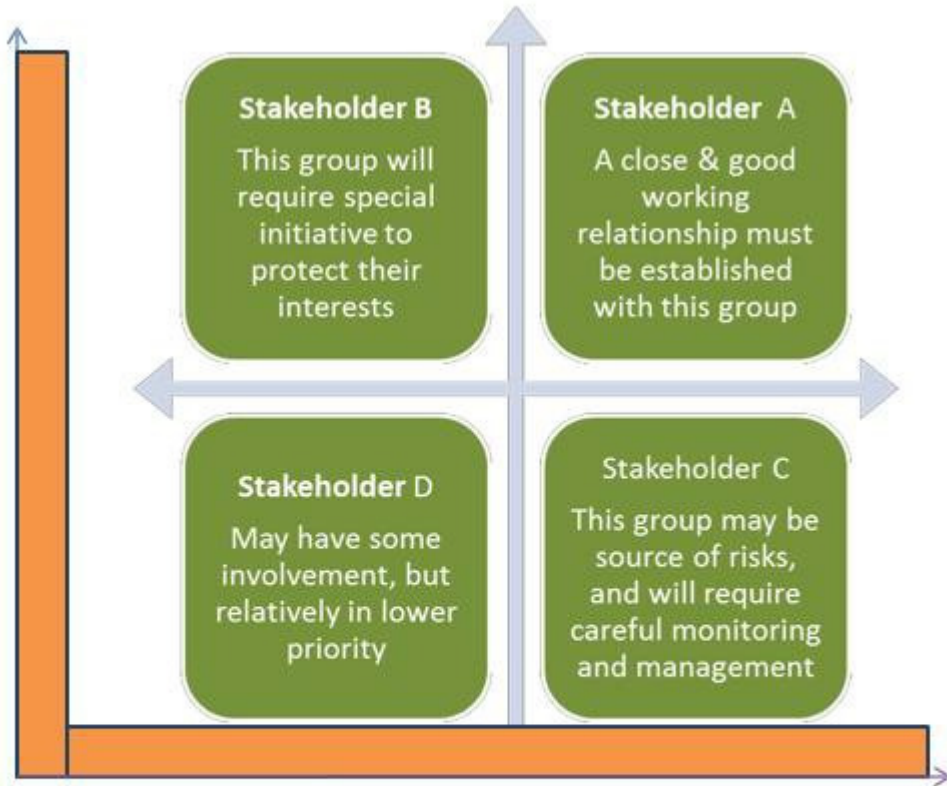 Stakeholder B
This group will
require special
initiative to
protect their
interests
Stakeholder A
A close & good
working
relationship must
be established
with this group
Stakeholder D
May have some
involvement, but
relatively in lower
priority
Stakeholder C
This group may be
source of risks,
and will require
careful monitoring
and management